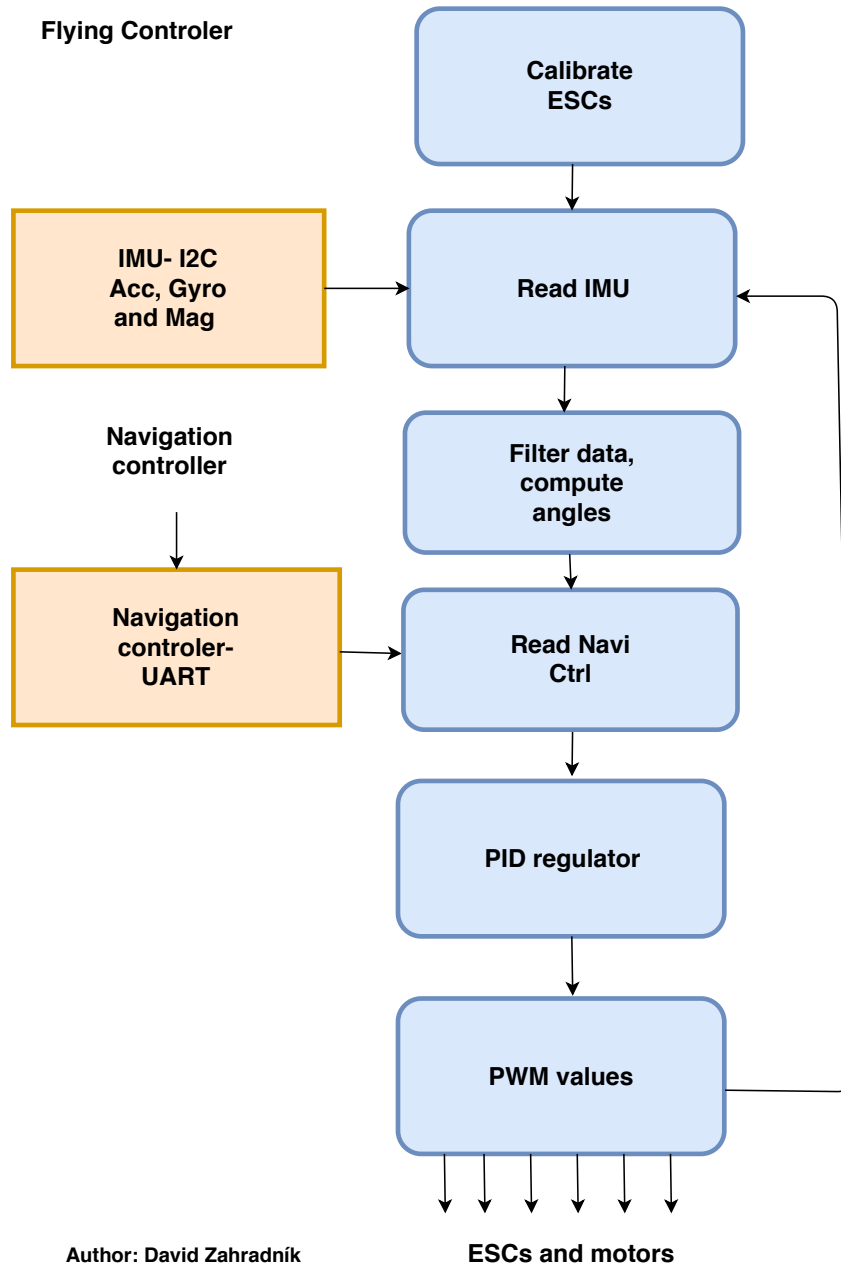 Flying Controler
Calibrate
ESCs
IMU- I2C
Acc, Gyro
and Mag
Read IMU
Navigation
controller
Filter data,
compute
angles
Navigation
controler-
UART
Read Navi
Ctrl
PID regulator
PWM values
ESCs and motors
Author: David Zahradník